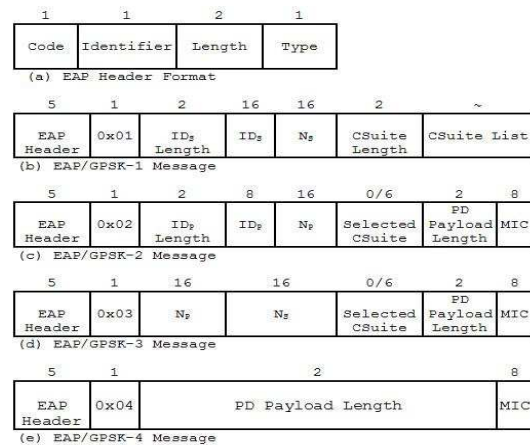 1 1 2 1
Code Identifier Length Type
(a) EAP Header Format
5 1 2 16 16 2 ~
EAP Header 0x01 IDs Length IDs Ns CSuite Length CSuite List
(b) EAP/GPSK-1 Message
5 1 2 8 16 0/6 2 8
EAP Header 0x02 IDP Length IDP NP Selected CSuite PD Payload Length MIC
(c) EAP/GPSK-2 Message
5 1 16 16 0/6 2 8
EAP Header 0x03 NP Ns Selected CSuite PD Payload Length MIC
(d) EAP/GPSK-3 Message
5 1 2 8
EAP Header 0x04 PD Payload Length MIC
(e) EAP/GPSK-4 Message